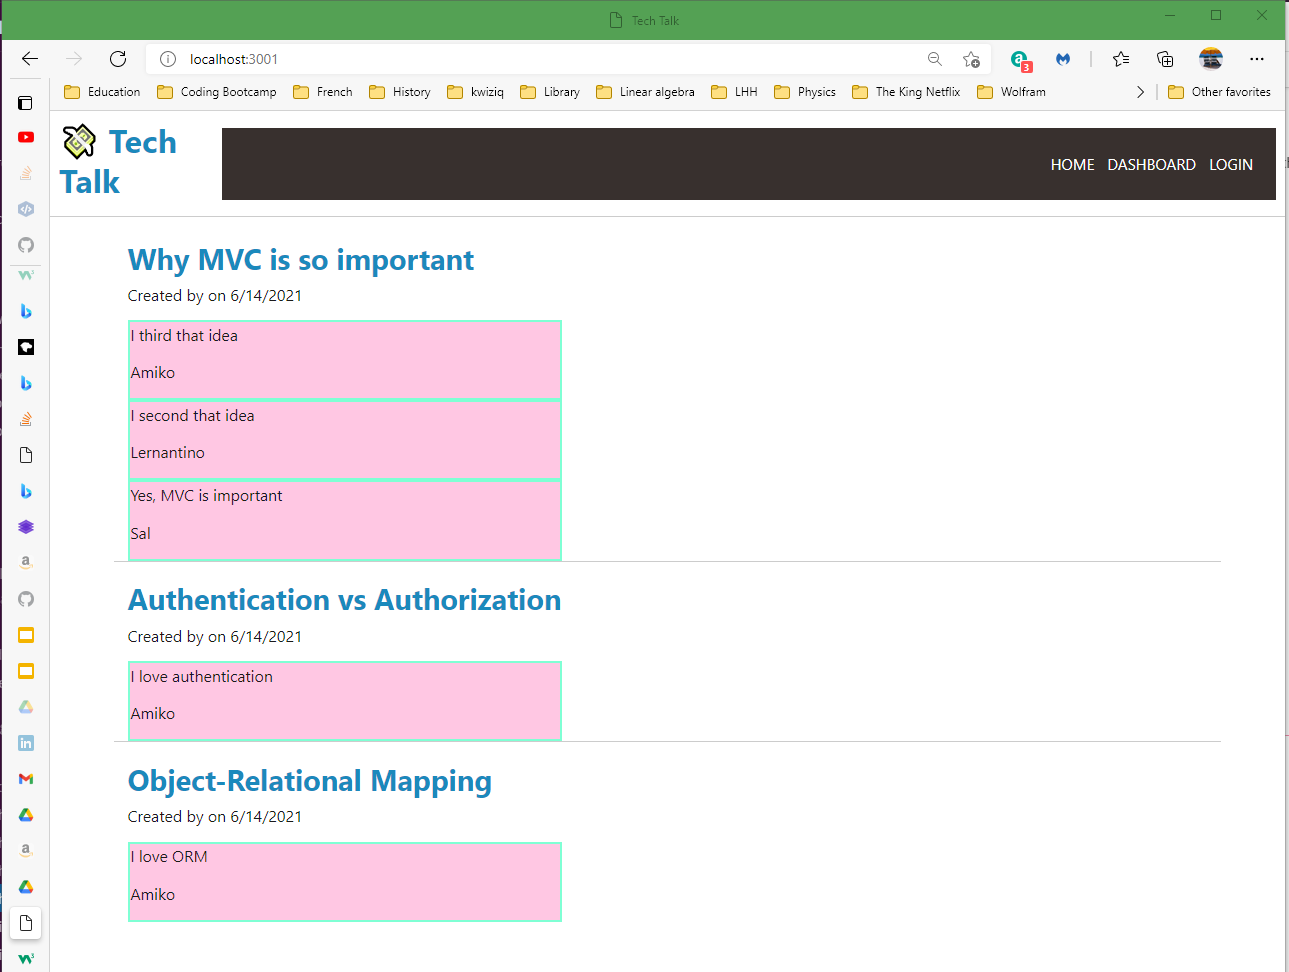 Tech Talk
localhost:3001
3
Education Coding Bootcamp French History kwiziq Library Linear algebra LHH Physics The King Netflix Wolfram Other favorites
Tech
Talk
HOME DASHBOARD LOGIN
Why MVC is so important
Created by on 6/14/2021
I third that idea
Amiko
I second that idea
Lernantino
Yes, MVC is important
Sal
Authentication vs Authorization
Created by on 6/14/2021
I love authentication
Amiko
Object-Relational Mapping
Created by on 6/14/2021
I love ORM
Amiko